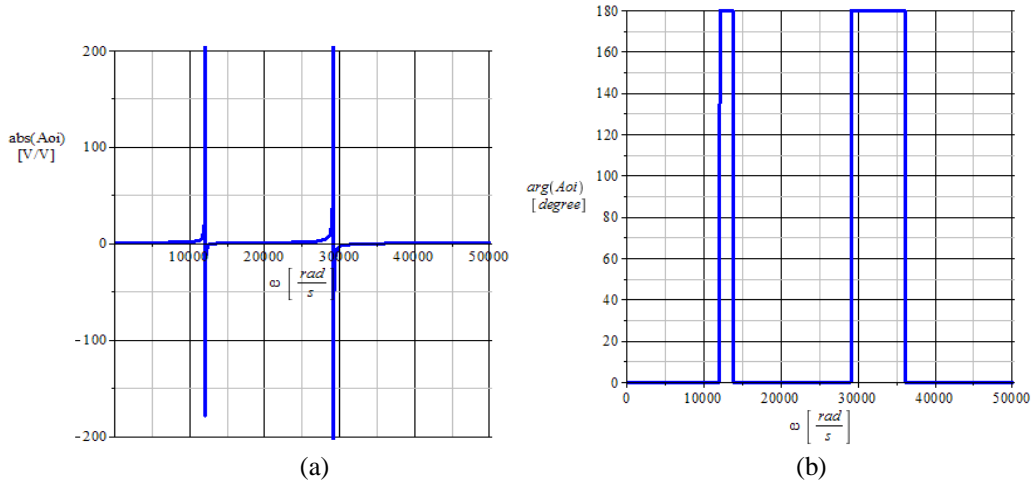 200
abs(Aoi)
[V/V]
100
0
10000 20000 30000 40000 50000
ω [ rad
s ]
-100
-200
(a)
180
160
140
120
arg(Aoi)
[degree]
100
80
60
40
20
0
0 10000 20000 30000 40000 50000
ω [ rad
s ]
(b)